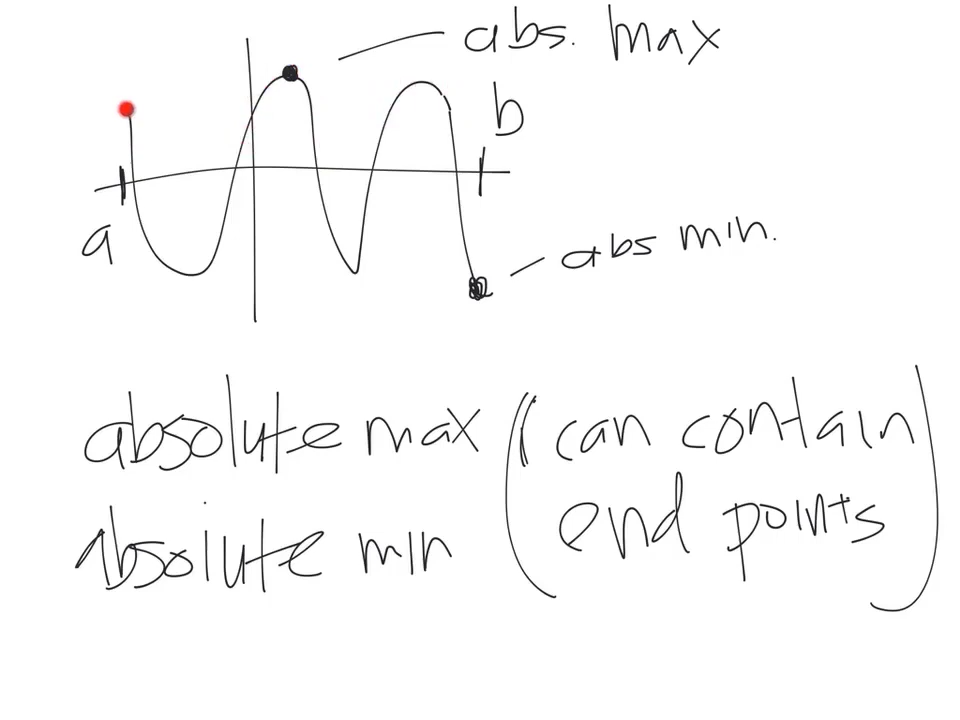 abs. max
b
a
abs min.
absolute max (can contain
absolute min end points)